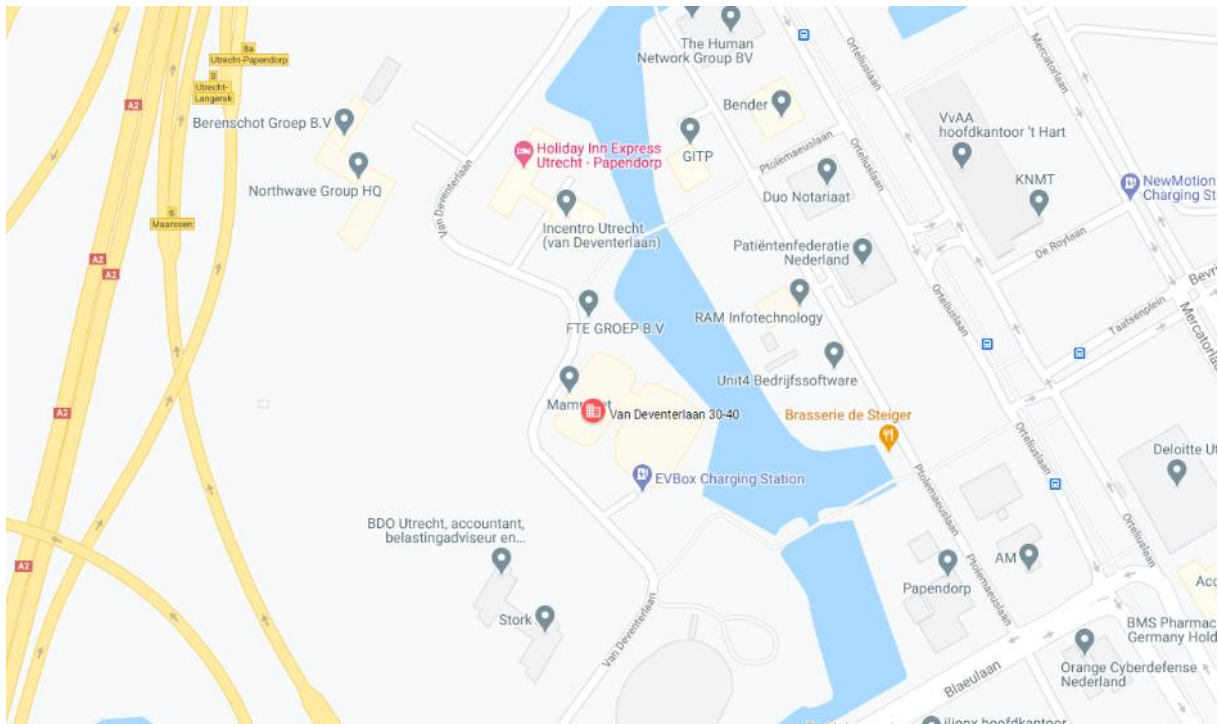 8a
Utrecht-Papendorp
8
Utrecht-
Langerak
A2
The Human
Network Group BV
Orteliuslaan
Mercatorlaan
Bender
VvAA
hoofdkantoor 't Hart
Berenschot Groep B.V
Holiday Inn Express
Utrecht - Papendorp
GITP
Ptolemaeuslaan
Orteliuslaan
Northwave Group HQ
Duo Notariaat
KNMT
NewMotion
Charging St
6
Maarssen
Van Deventerlaan
Incentro Utrecht
(van Deventerlaan)
Patiëntenfederatie
Nederland
De Roylaan
A2
A2
FTE GROEP B.V
RAM Infotechnology
Orteliuslaan
Taatsenplein
Mercatorlaa
Unit4 Bedrijfssoftware
A2
Van Deventerlaan 30-40
Brasserie de Steiger
Deloitte Ut
EVBox Charging Station
Ptolemaeuslaan
Orteliuslaan
BDO Utrecht, accountant,
belastingadviseur en...
A2
AM
Papendorp
Ptolemaeuslaan
Acc
Stork
Van Deventerlaan
BMS Pharmac
Germany Hold
Orange Cyberdefense
Nederland
Blaeulaan